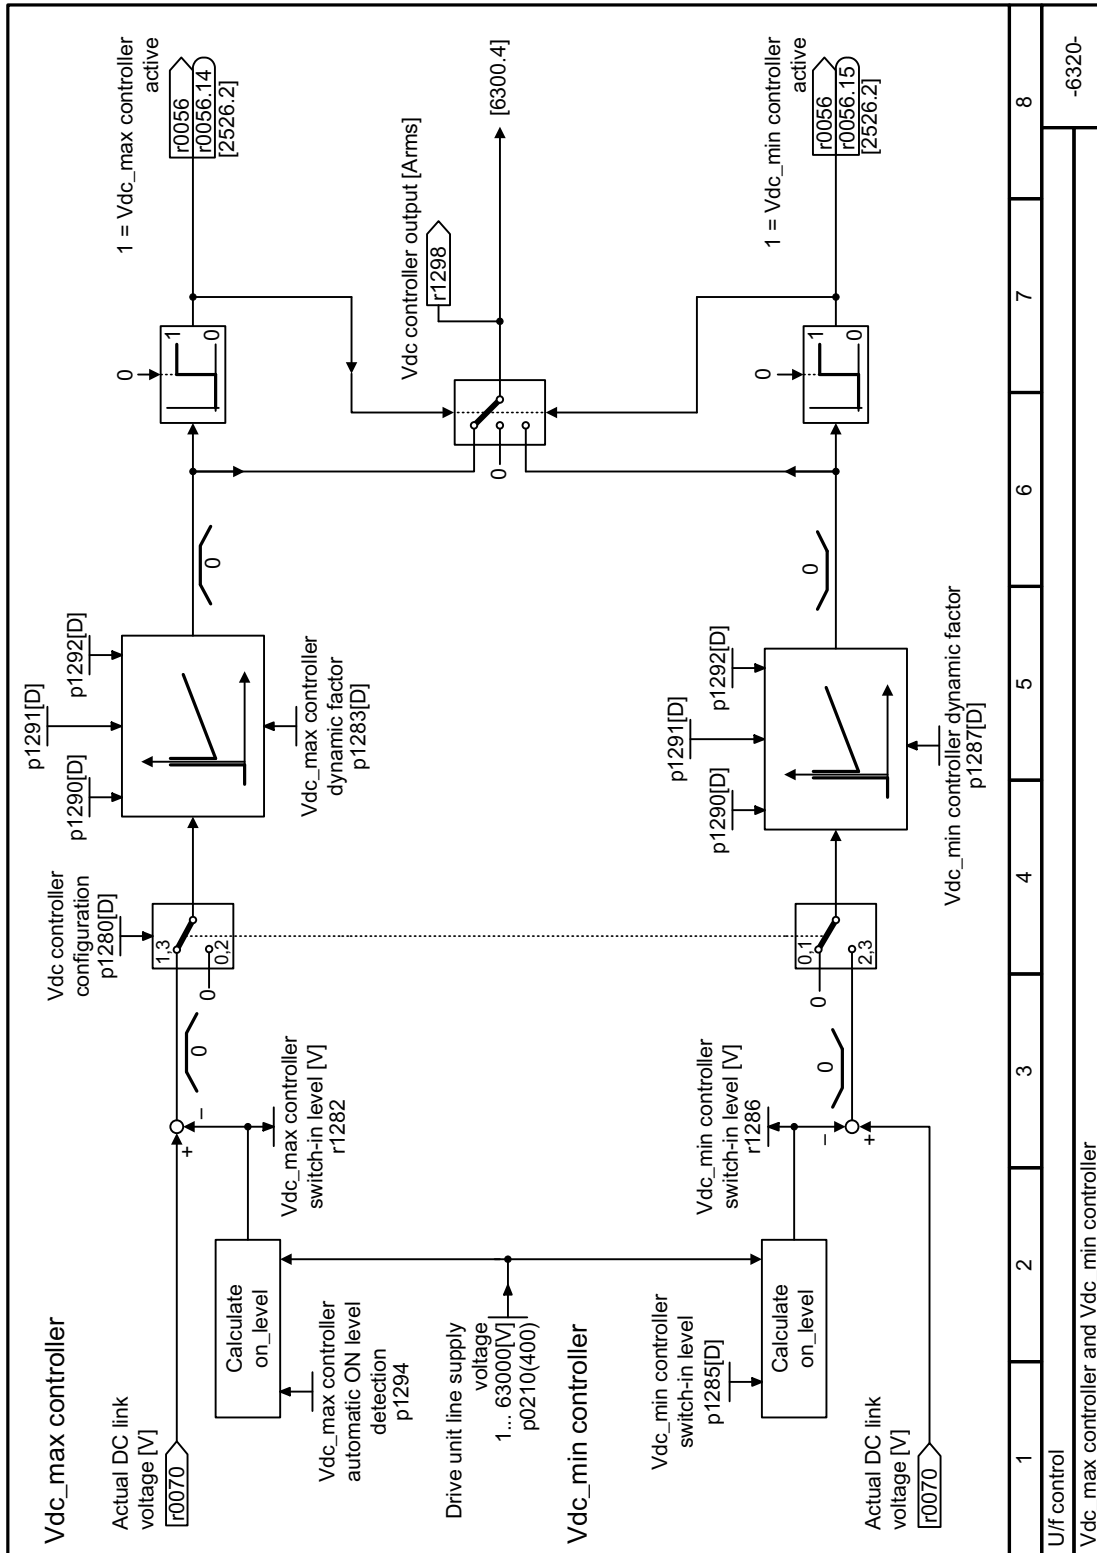 Vdc_max controller
Actual DC link
voltage [V]
r0070
+
–
Calculate
on_level
Vdc_max controller
automatic ON level
detection
p1294
Vdc_max controller
switch-in level [V]
r1282
0
Vdc controller
configuration
p1280[D]
1,3
0,2
0
p1290[D]
p1291[D]
p1292[D]
Vdc_max controller
dynamic factor
p1283[D]
0
0
1
0
1 = Vdc_max controller
active
r0056
r0056.14
[2526.2]
Drive unit line supply
voltage
1... 63000[V]
p0210(400)
0
Vdc controller output [Arms]
r1298
[6300.4]
Vdc_min controller
Vdc_min controller
switch-in level
p1285[D]
Calculate
on_level
Vdc_min controller
switch-in level [V]
r1286
Actual DC link
voltage [V]
r0070
–
+
0
0
0,1
2,3
p1290[D]
p1291[D]
p1292[D]
Vdc_min controller dynamic factor
p1287[D]
0
0
1
0
1 = Vdc_min controller
active
r0056
r0056.15
[2526.2]
1
2
3
4
5
6
7
8
U/f control
Vdc_max controller and Vdc_min controller
-6320-